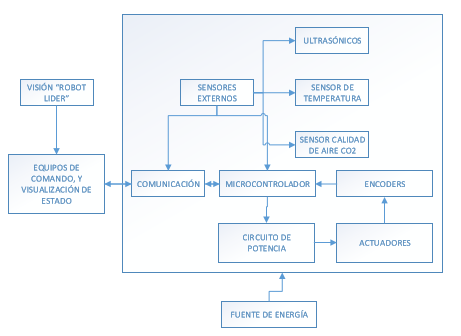 ULTRASÓNICOS
VISIÓN "ROBOT
LIDER"
SENSORES
EXTERNOS
SENSOR DE
TEMPERATURA
SENSOR CALIDAD
DE AIRE CO2
EQUIPOS DE
COMANDO, Y
VISUALIZACIÓN DE
ESTADO
COMUNICACIÓN
MICROCONTROLADOR
ENCODERS
CIRCUITO DE
POTENCIA
ACTUADORES
FUENTE DE ENERGÍA